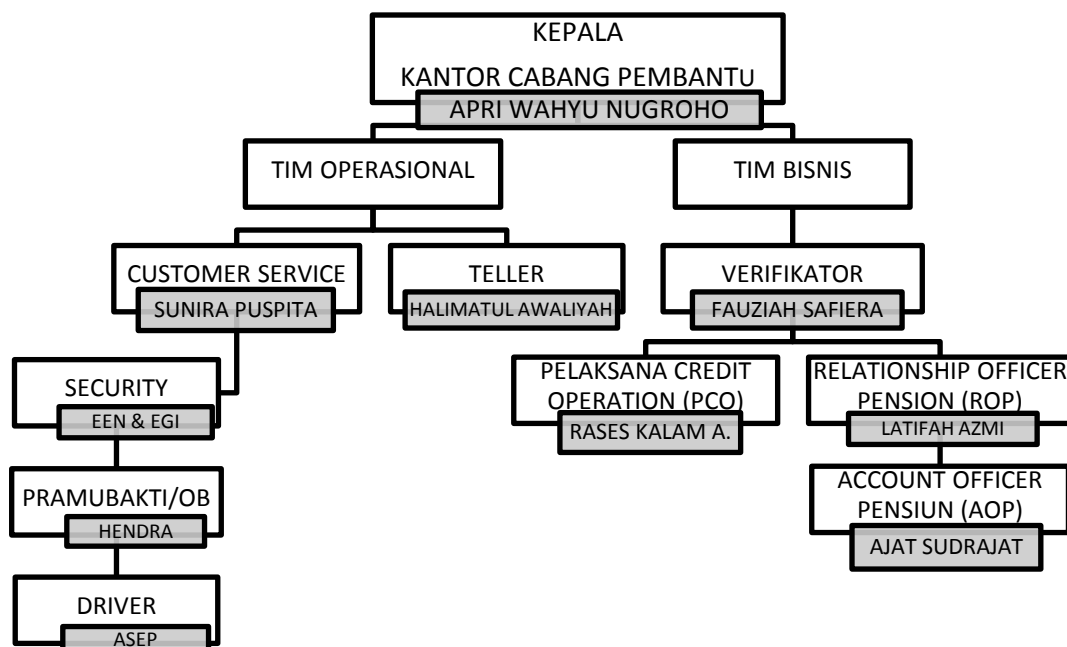 KEPALA
KANTOR CABANG PEMBANTU
APRI WAHYU NUGROHO
TIM OPERASIONAL
TIM BISNIS
CUSTOMER SERVICE
SUNIRA PUSPITA
TELLER
HALIMATUL AWALIYAH
VERIFIKATOR
FAUZIAH SAFIERA
SECURITY
EEN & EGI
PELAKSANA CREDIT
OPERATION (PCO)
RASES KALAM A.
RELATIONSHIP OFFICER
PENSION (ROP)
LATIFAH AZMI
PRAMUBAKTI/OB
HENDRA
ACCOUNT OFFICER
PENSIUN (AOP)
AJAT SUDRAJAT
DRIVER
ASEP